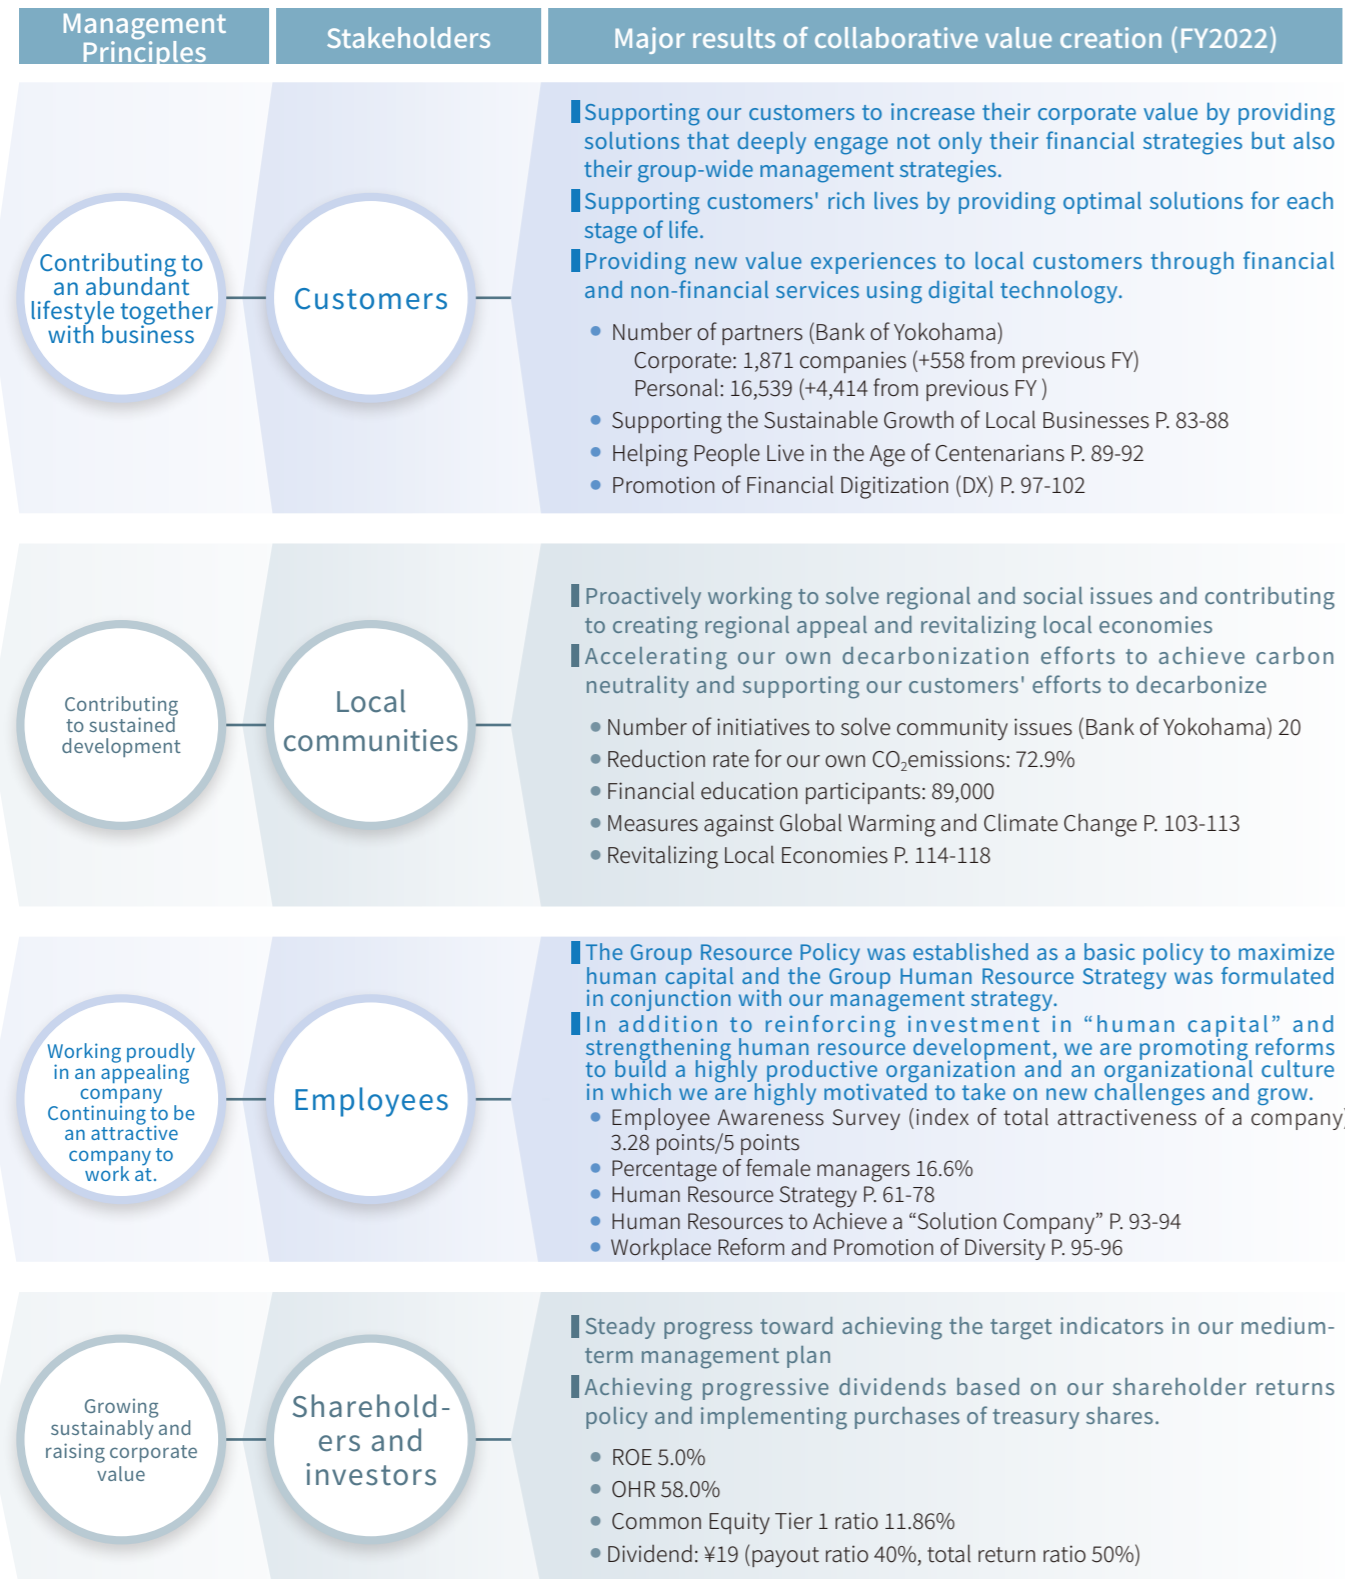 Management
Principles
Stakeholders
Major results of collaborative value creation (FY2022)
Contributing to
an abundant
lifestyle together
with business
Customers
Supporting our customers to increase their corporate value by providing
solutions that deeply engage not only their financial strategies but also
their group-wide management strategies.
Supporting customers' rich lives by providing optimal solutions for each
stage of life.
Providing new value experiences to local customers through financial
and non-financial services using digital technology.
• Number of partners (Bank of Yokohama)
Corporate: 1,871 companies (+558 from previous FY)
Personal: 16,539 (+4,414 from previous FY )
• Supporting the Sustainable Growth of Local Businesses P. 83-88
• Helping People Live in the Age of Centenarians P. 89-92
• Promotion of Financial Digitization (DX) P. 97-102
Contributing
to sustained
development
Local
communities
Proactively working to solve regional and social issues and contributing
to creating regional appeal and revitalizing local economies
Accelerating our own decarbonization efforts to achieve carbon
neutrality and supporting our customers' efforts to decarbonize
• Number of initiatives to solve community issues (Bank of Yokohama) 20
• Reduction rate for our own CO₂emissions: 72.9%
• Financial education participants: 89,000
• Measures against Global Warming and Climate Change P. 103-113
• Revitalizing Local Economies P. 114-118
Working proudly
in an appealing
company
Continuing to be
an attractive
company to
work at.
Employees
The Group Resource Policy was established as a basic policy to maximize
human capital and the Group Human Resource Strategy was formulated
in conjunction with our management strategy.
In addition to reinforcing investment in “human capital” and
strengthening human resource development, we are promoting reforms
to build a highly productive organization and an organizational culture
in which we are highly motivated to take on new challenges and grow.
• Employee Awareness Survey (index of total attractiveness of a company)
3.28 points/5 points
• Percentage of female managers 16.6%
• Human Resource Strategy P. 61-78
• Human Resources to Achieve a “Solution Company” P. 93-94
• Workplace Reform and Promotion of Diversity P. 95-96
Growing
sustainably and
raising corporate
value
Sharehold-
ers and
investors
Steady progress toward achieving the target indicators in our medium-
term management plan
Achieving progressive dividends based on our shareholder returns
policy and implementing purchases of treasury shares.
• ROE 5.0%
• OHR 58.0%
• Common Equity Tier 1 ratio 11.86%
• Dividend: ¥19 (payout ratio 40%, total return ratio 50%)